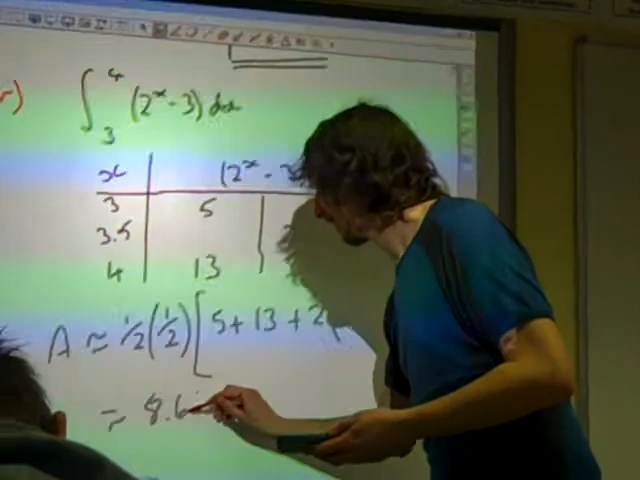 ∫₃⁴ (2ˣ - 3) dx
x (2ˣ - 3
3 5
3.5
4 13
A ≈ ½(½)[5 + 13 + 2
≈ 8.6